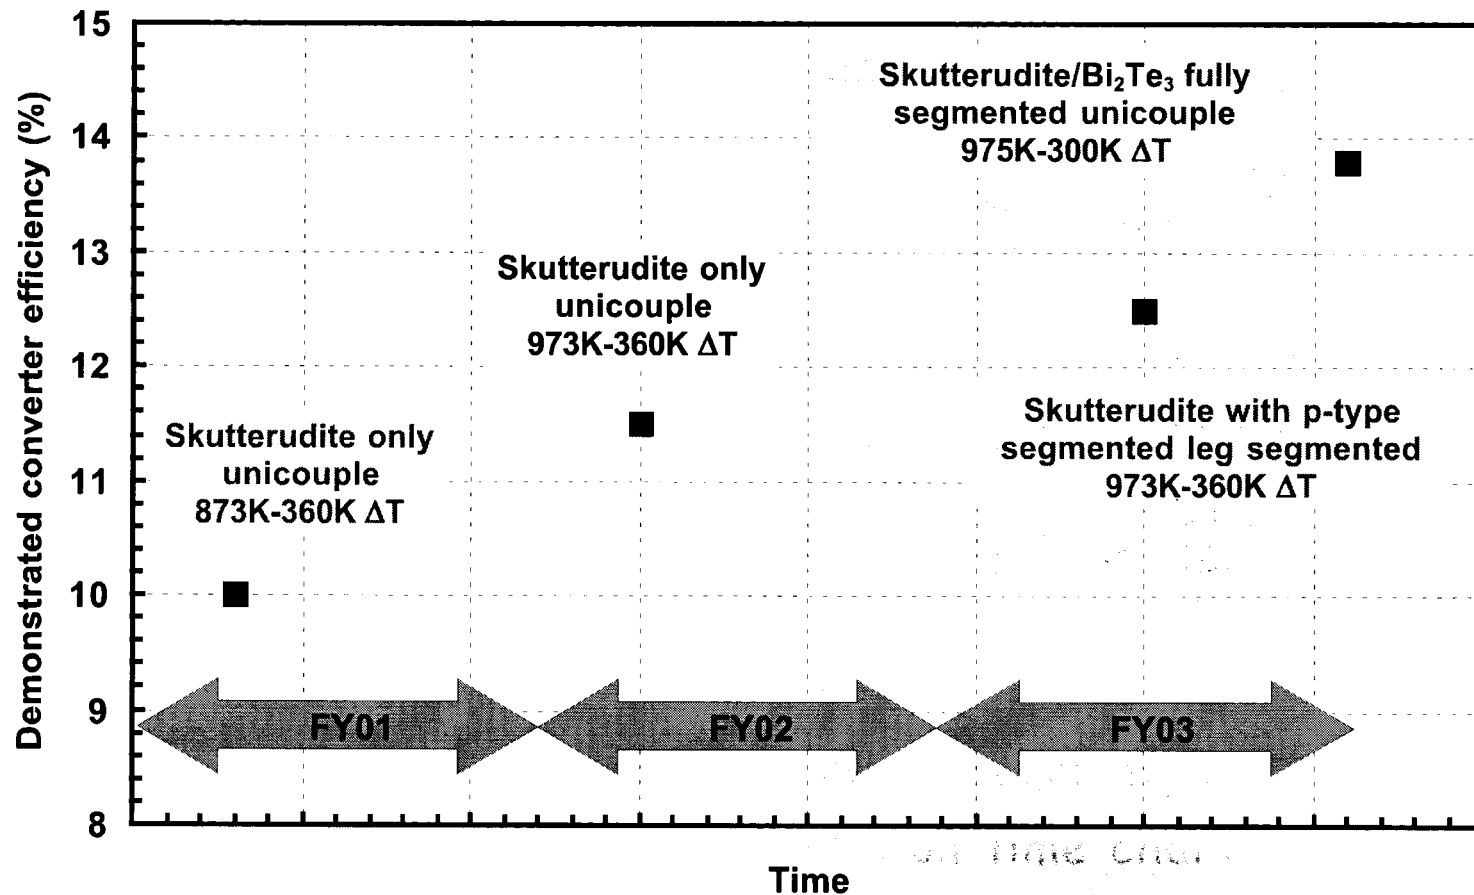 15
14
13
12
11
10
9
8
Demonstrated converter efficiency (%)
Skutterudite/Bi₂Te₃ fully
segmented unicouple
975K-300K ΔT
Skutterudite only
unicouple
973K-360K ΔT
Skutterudite with p-type
segmented leg segmented
973K-360K ΔT
Skutterudite only
unicouple
873K-360K ΔT
FY01
FY02
FY03
Time